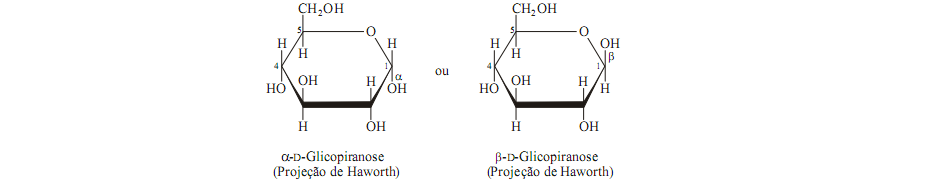 CH2OH CH2OH
5 O 5 O
H H H OH
H H β
4 1 4 1
α ou
OH H OH H
HO OH HO H
H OH H OH
α-D-Glicopiranose β-D-Glicopiranose
(Projeção de Haworth) (Projeção de Haworth)